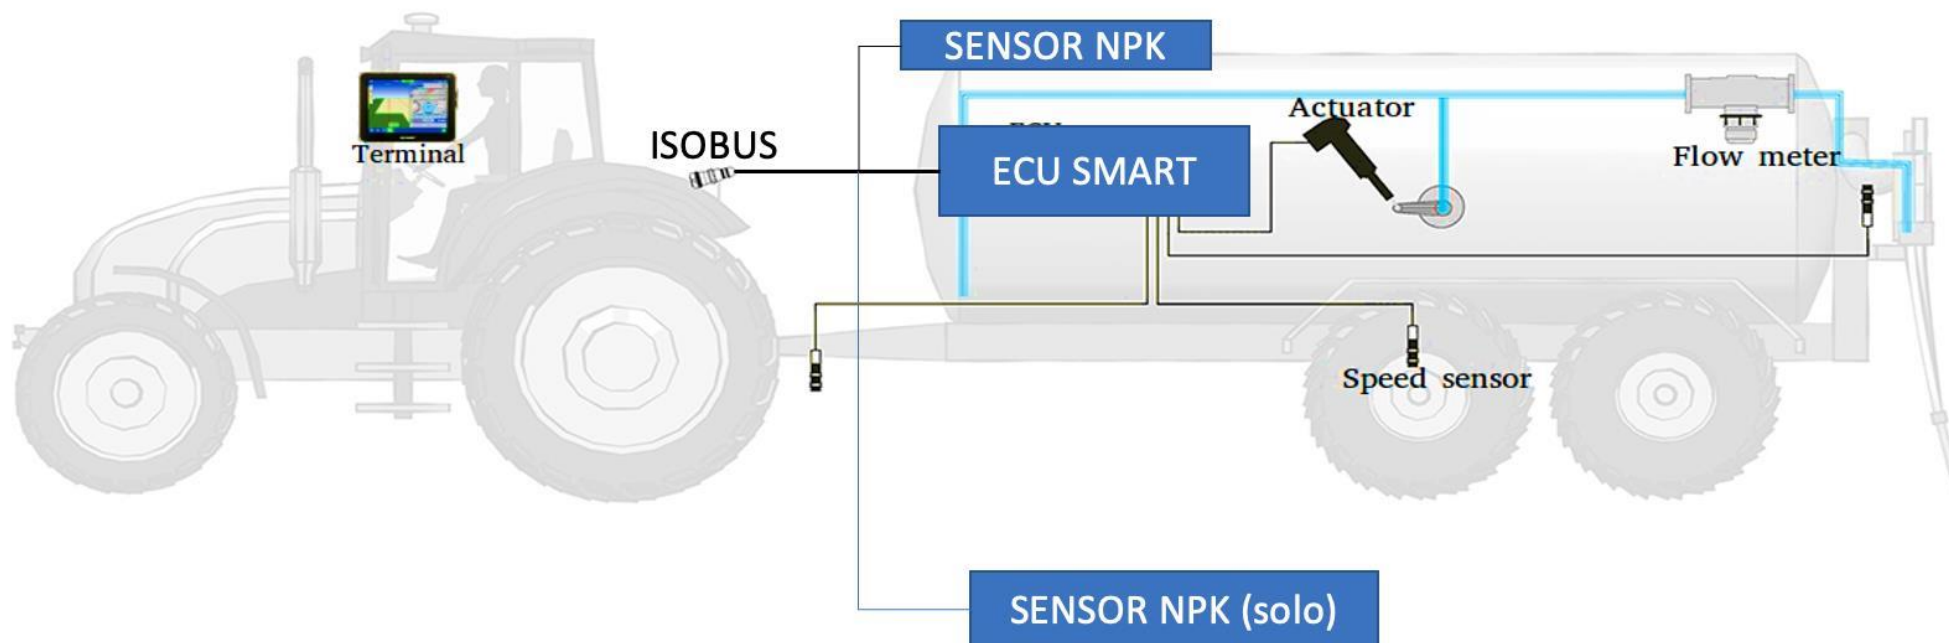 SENSOR NPK
Terminal
ISOBUS
ECU SMART
Actuator
Flow meter
Speed sensor
SENSOR NPK (solo)